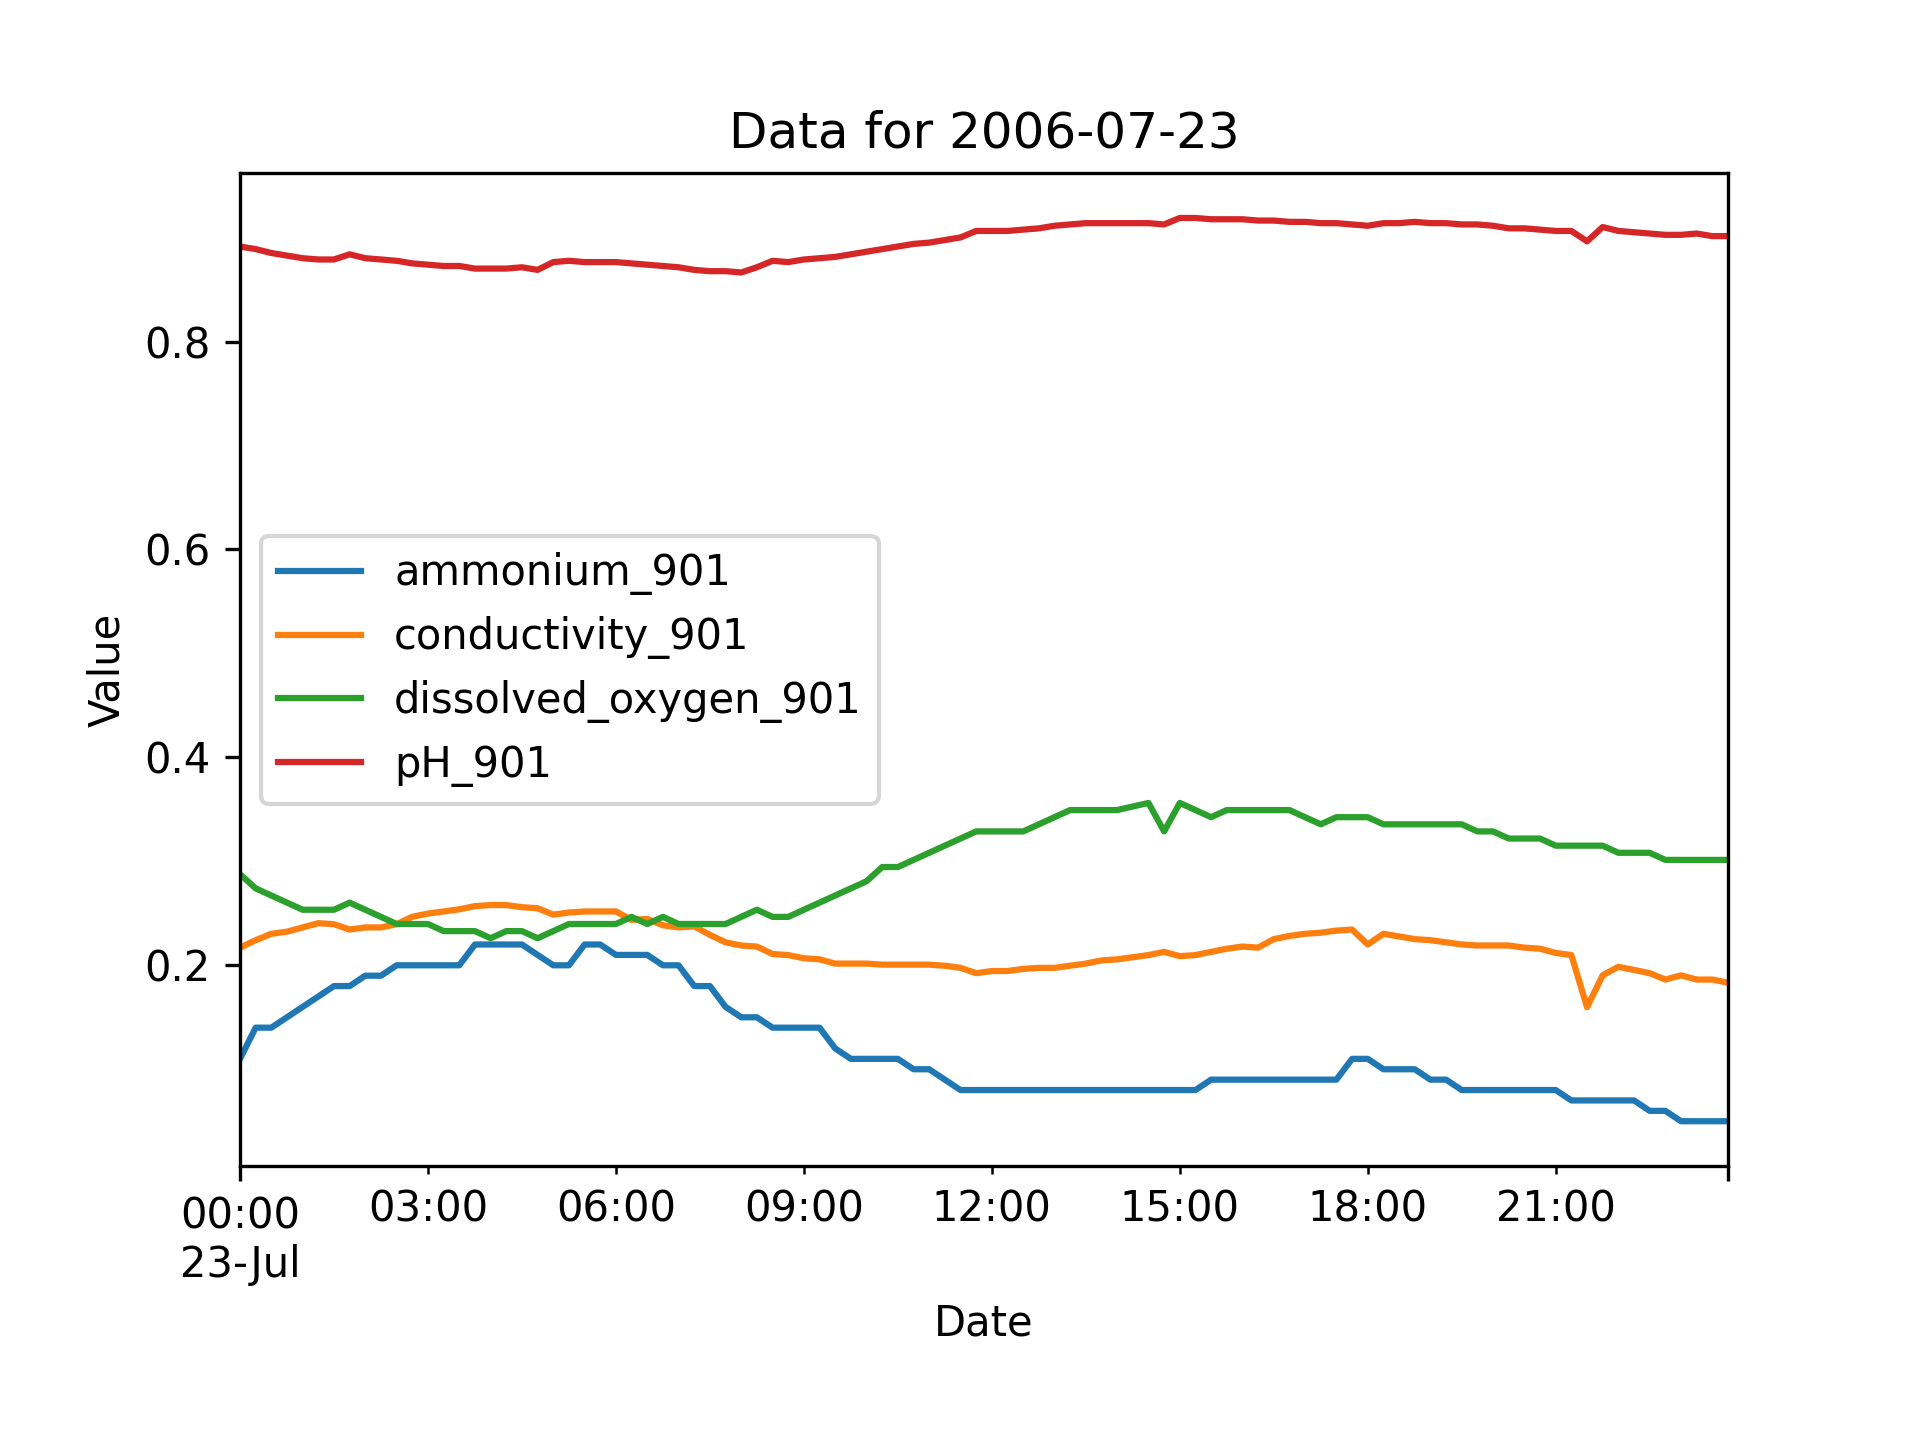 Data for 2006-07-23
0.8
0.6
0.4
0.2
Value
ammonium_901
conductivity_901
dissolved_oxygen_901
pH_901
00:00 03:00 06:00 09:00 12:00 15:00 18:00 21:00
23-Jul
Date